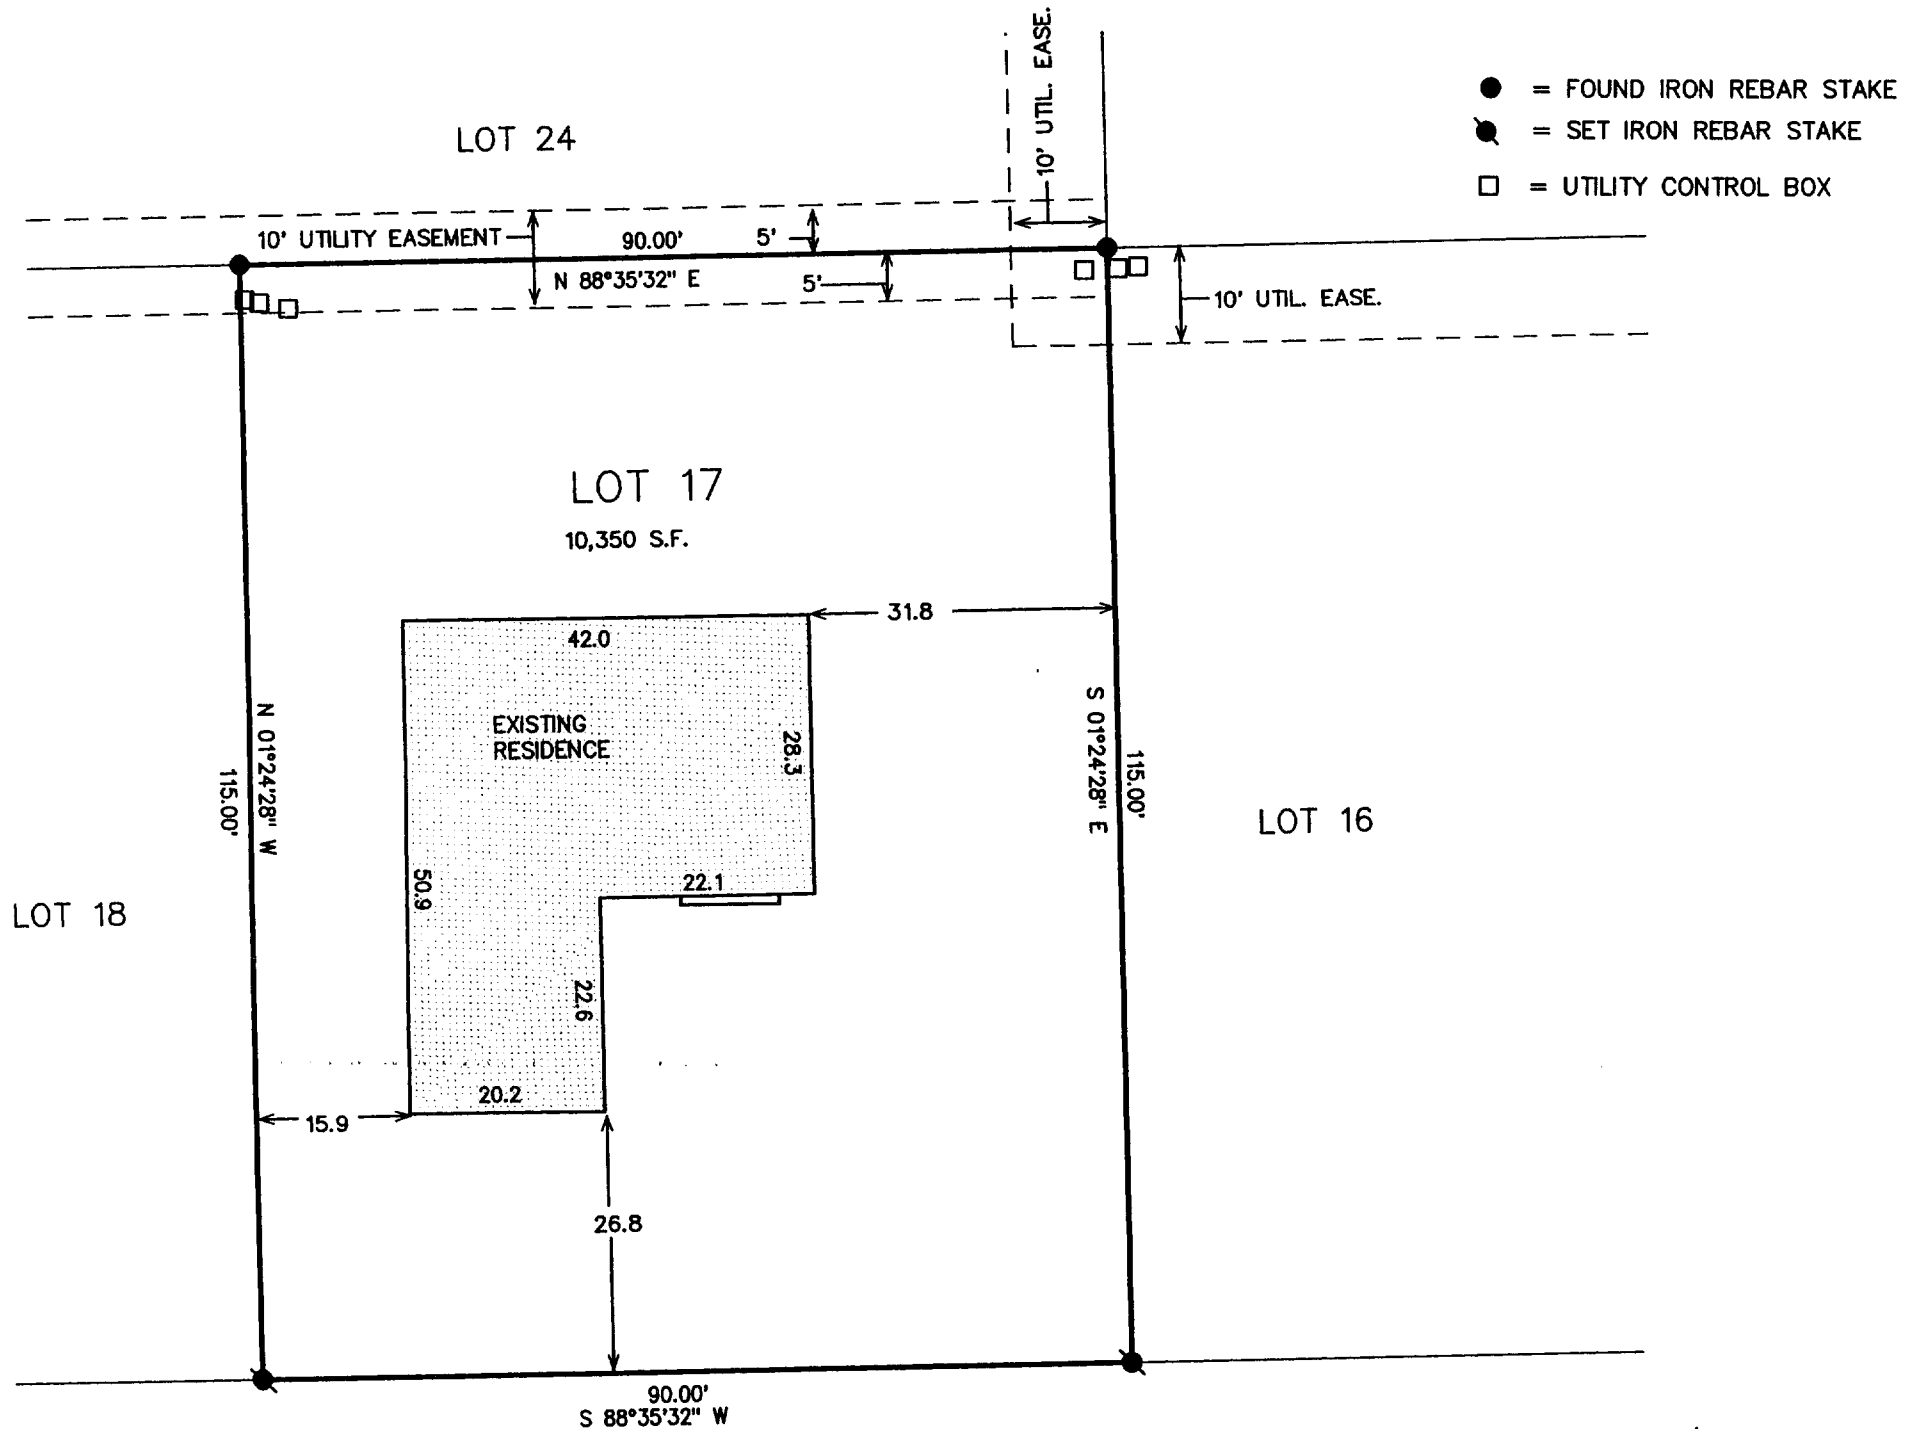 10' UTIL. EASE.
● = FOUND IRON REBAR STAKE
= SET IRON REBAR STAKE
□ = UTILITY CONTROL BOX
LOT 24
10' UTILITY EASEMENT
90.00'
5'
N 88°35'32" E
5'
10' UTIL. EASE.
LOT 17
10,350 S.F.
31.8
42.0
EXISTING
RESIDENCE
28.3
N 01°24'28" W
115.00'
S 01°24'28" E
115.00'
LOT 16
50.9
22.1
LOT 18
22.6
20.2
15.9
26.8
90.00'
S 88°35'32" W